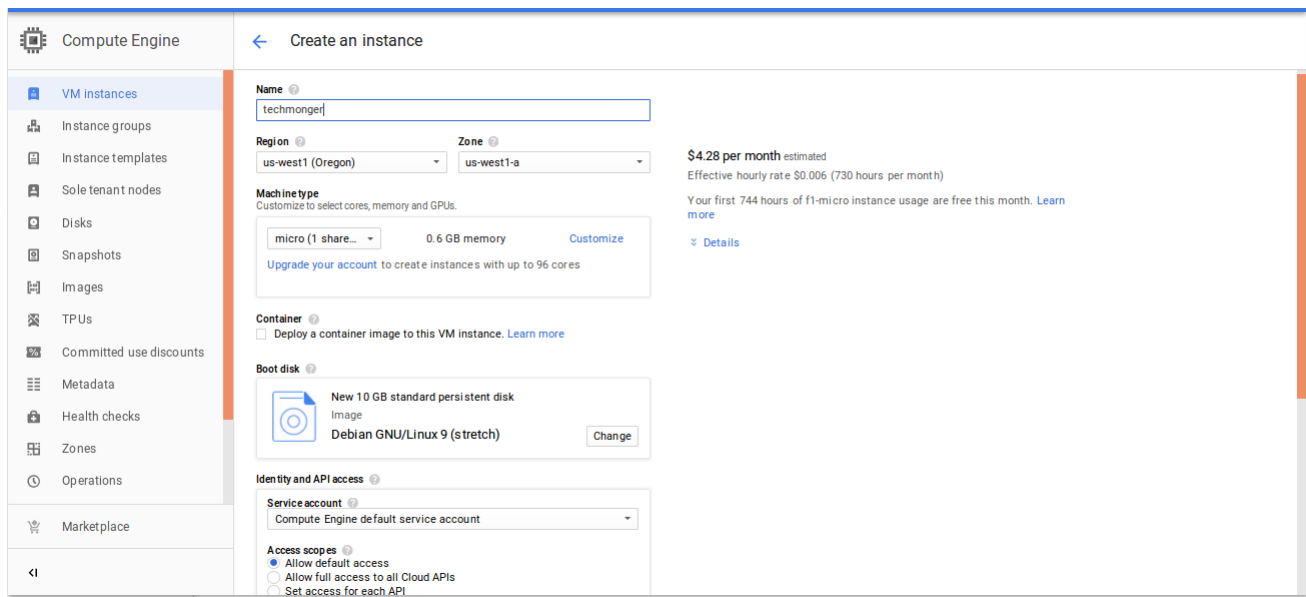 Compute Engine
Create an instance
VM instances
Instance groups
Instance templates
Sole tenant nodes
Disks
Snapshots
Images
TPUs
Committed use discounts
Metadata
Health checks
Zones
Operations
Marketplace
Name
techmonger
Region
Zone
us-west1 (Oregon)
us-west1-a
Machine type
Customize to select cores, memory and GPUs.
micro (1 share...
0.6 GB memory
Customize
Upgrade your account to create instances with up to 96 cores
Container
Deploy a container image to this VM instance. Learn more
Boot disk
New 10 GB standard persistent disk
Image
Debian GNU/Linux 9 (stretch)
Change
Identity and API access
Service account
Compute Engine default service account
Access scopes
Allow default access
Allow full access to all Cloud APIs
Set access for each API
$4.28 per month estimated
Effective hourly rate $0.006 (730 hours per month)
Your first 744 hours of f1-micro instance usage are free this month. Learn
more
Details